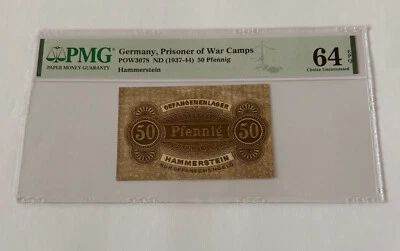 PMG
PAPER MONEY GUARANTY
Germany, Prisoner of War Camps
POW3078 ND (1937-44) 50 Pfennig
Hammerstein
64 EPQ
Choice Uncirculated
GEFANGENENLAGER
50 Pfennig 50
HAMMERSTEIN